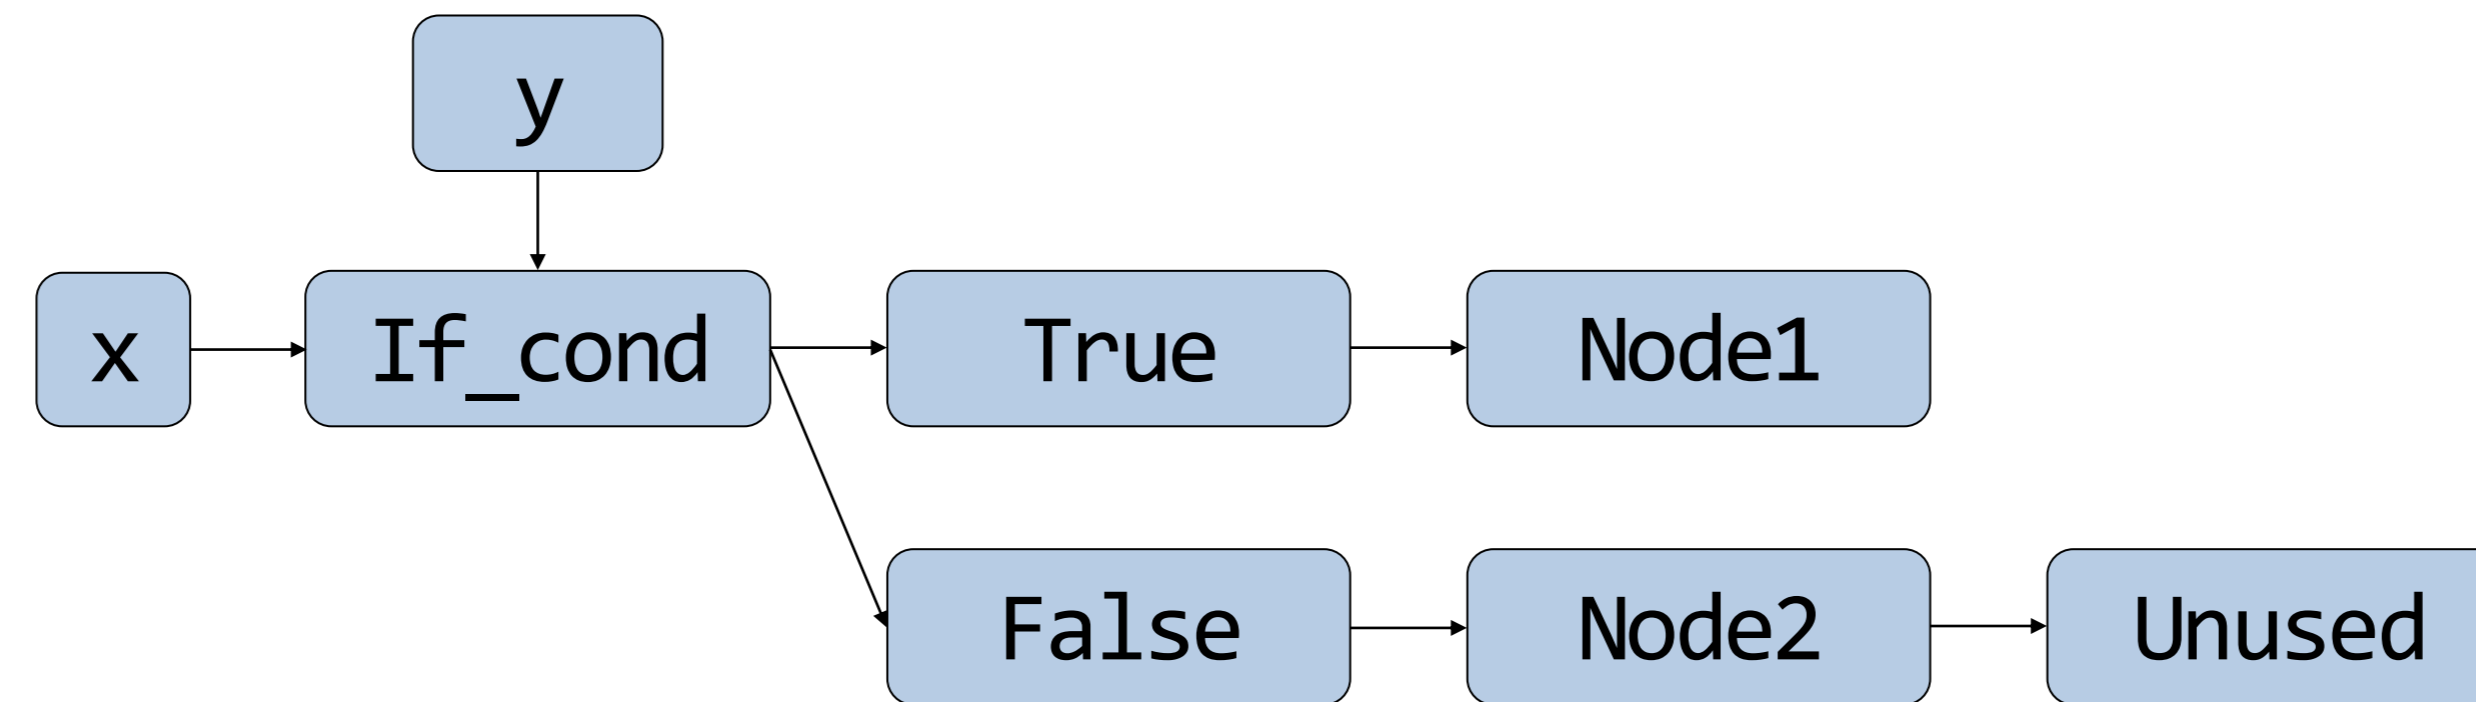 y
x
If_cond
True
Node1
False
Node2
Unused